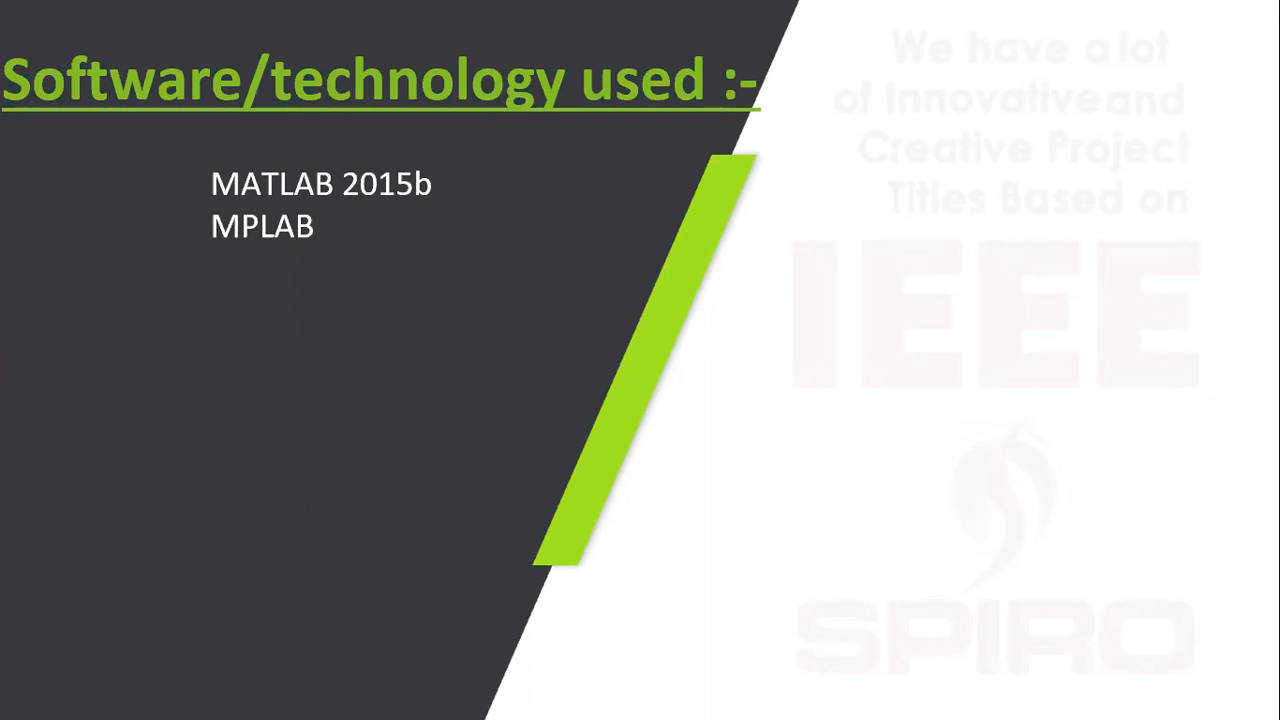 Software/technology used :-
MATLAB 2015b
MPLAB
We have a lot
of Innovative and
Creative Project
Titles Based on
IEEE
SPIRO